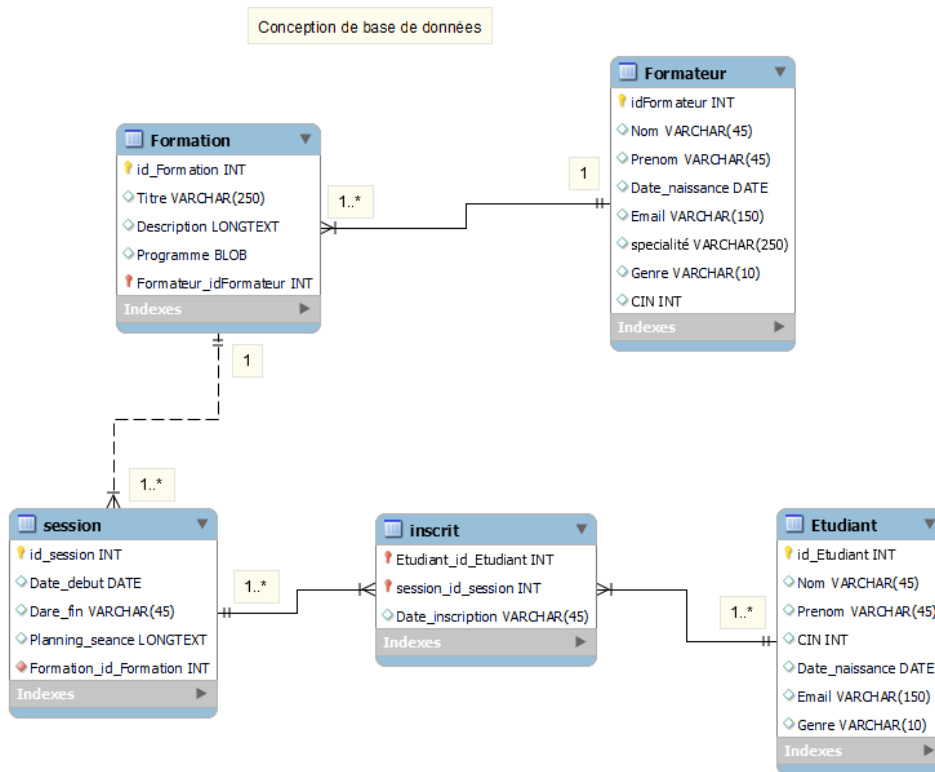 Conception de base de données
Formateur
idFormateur INT
Nom VARCHAR(45)
Prenom VARCHAR(45)
Date_naissance DATE
Email VARCHAR(150)
specialité VARCHAR(250)
Genre VARCHAR(10)
CIN INT
Indexes
Formation
id_Formation INT
Titre VARCHAR(250)
Description LONGTEXT
Programme BLOB
Formateur_idFormateur INT
Indexes
1..*
1
1
1..*
session
id_session INT
Date_debut DATE
Dare_fin VARCHAR(45)
Planning_seance LONGTEXT
Formation_id_Formation INT
Indexes
1..*
inscrit
Etudiant_id_Etudiant INT
session_id_session INT
Date_inscription VARCHAR(45)
Indexes
1..*
Etudiant
id_Etudiant INT
Nom VARCHAR(45)
Prenom VARCHAR(45)
CIN INT
Date_naissance DATE
Email VARCHAR(150)
Genre VARCHAR(10)
Indexes